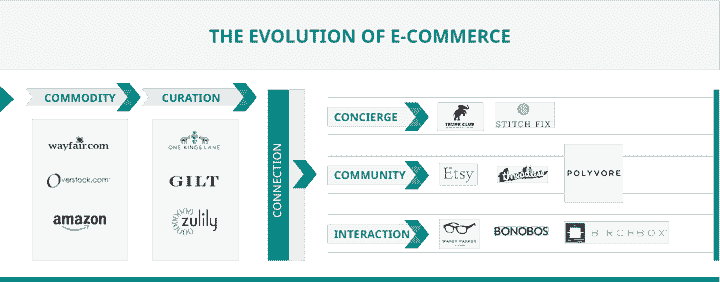 THE EVOLUTION OF E-COMMERCE
COMMODITY
CURATION
wayfair.com
Overstock.com
amazon
ONE KINGS LANE
GILT
zulily
CONNECTION
CONCIERGE
TRUNK CLUB
STITCH FIX
COMMUNITY
Etsy
POLYVORE
INTERACTION
WARBY PARKER
BONOBOS
BIRCHBOX